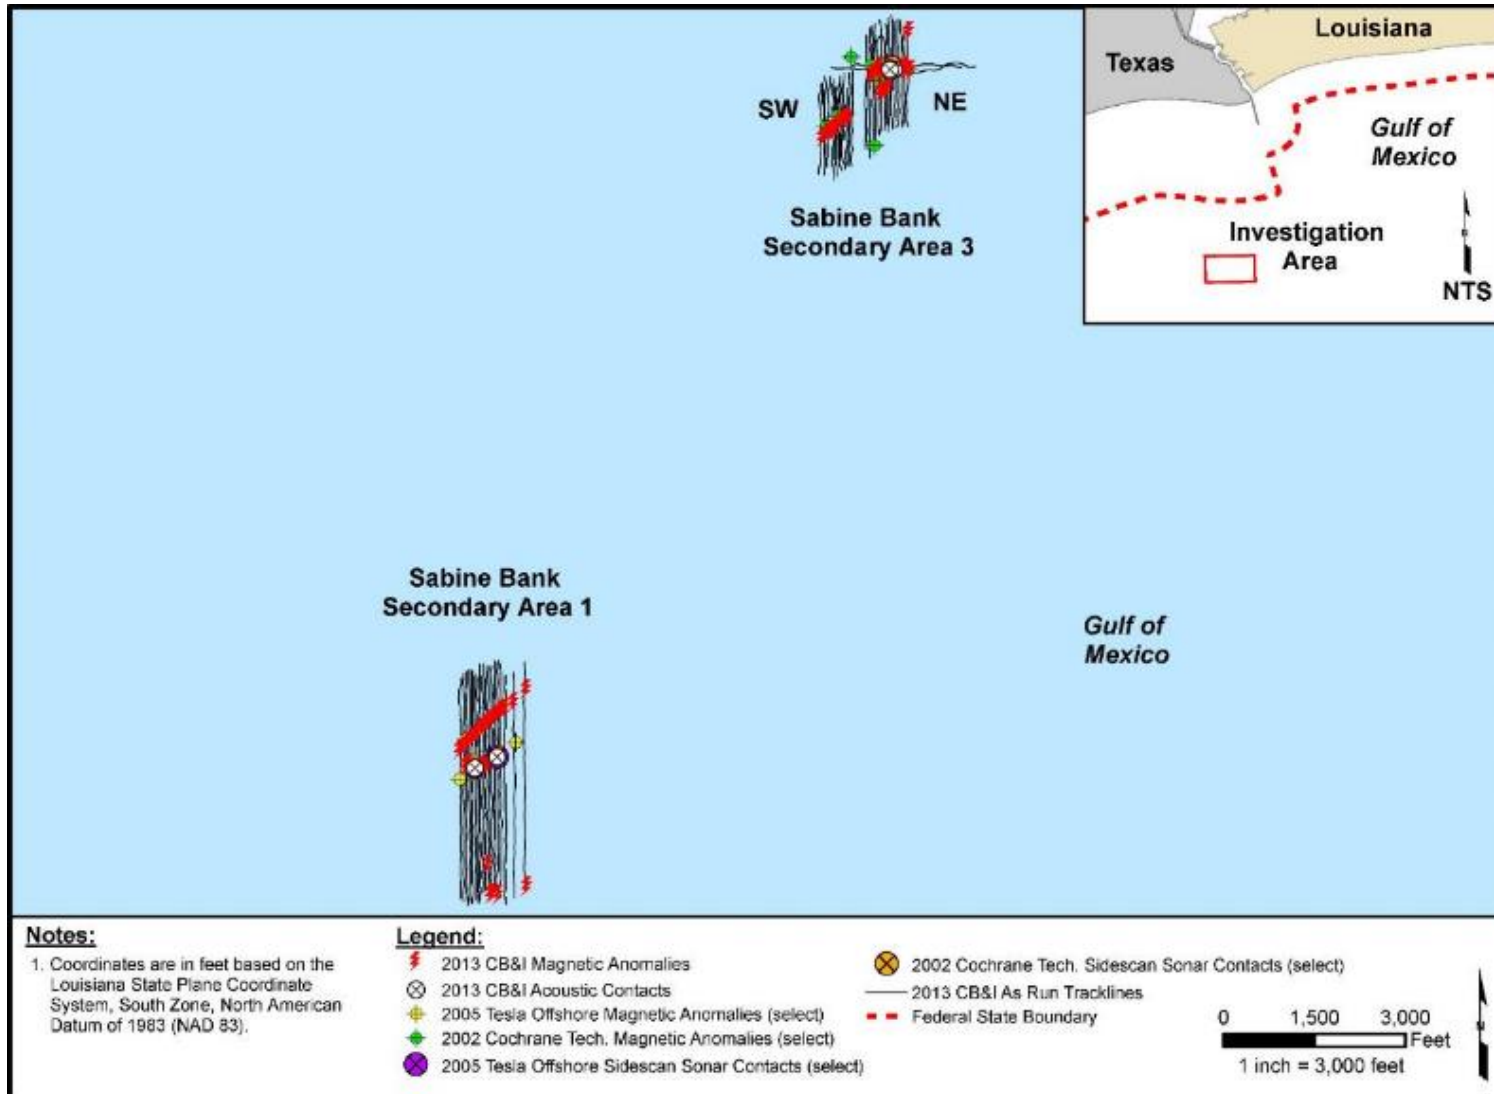 Louisiana
Texas
Gulf of
Mexico
Investigation
Area
NTS
SW
NE
Sabine Bank
Secondary Area 3
Sabine Bank
Secondary Area 1
Gulf of
Mexico
Notes:
1. Coordinates are in feet based on the
Louisiana State Plane Coordinate
System, South Zone, North American
Datum of 1983 (NAD 83).
Legend:
2013 CB&I Magnetic Anomalies
2013 CB&I Acoustic Contacts
2005 Tesla Offshore Magnetic Anomalies (select)
2002 Cochrane Tech. Magnetic Anomalies (select)
2005 Tesla Offshore Sidescan Sonar Contacts (select)
2002 Cochrane Tech. Sidescan Sonar Contacts (select)
2013 CB&I As Run Tracklines
Federal State Boundary
0 1,500 3,000
Feet
1 inch = 3,000 feet